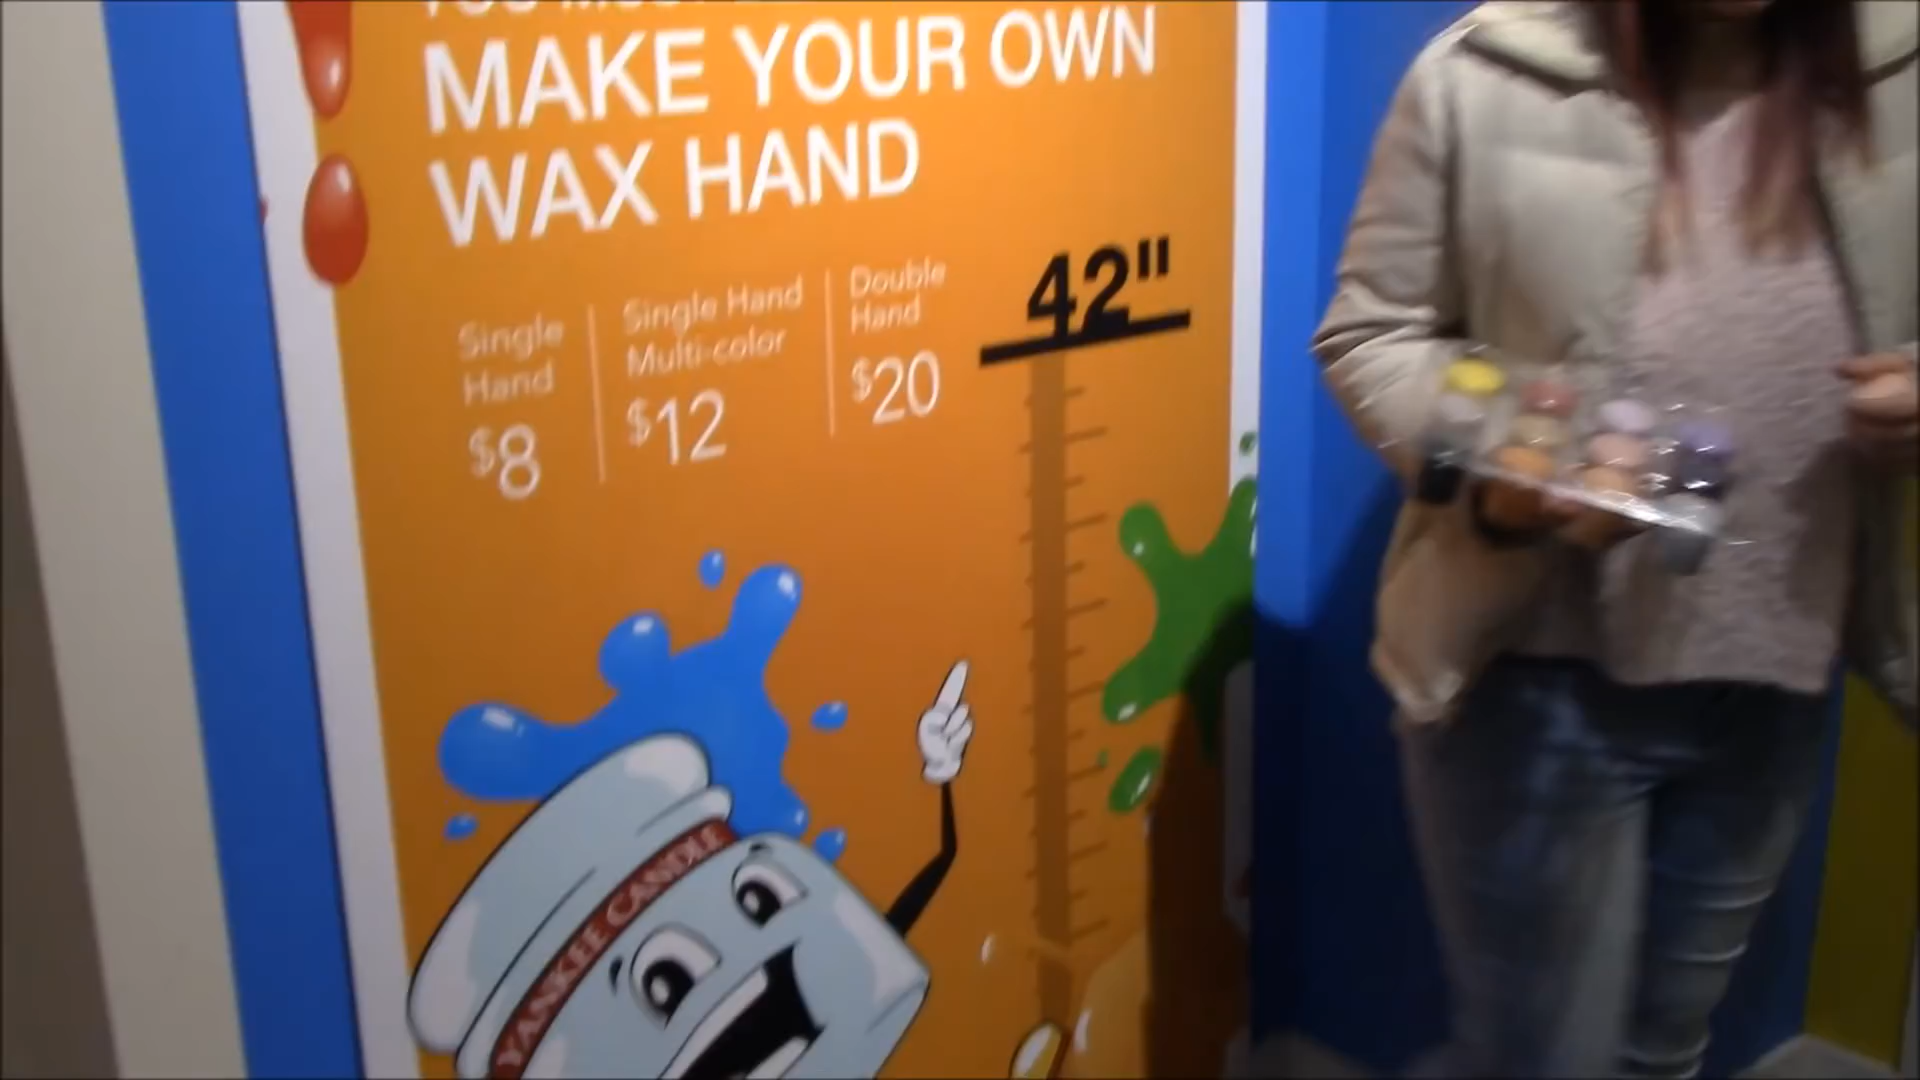 MAKE YOUR OWN
WAX HAND
Single
Hand
$8
Single Hand
Multi-color
$12
Double
Hand
$20
42"
YANKEE CANDLE